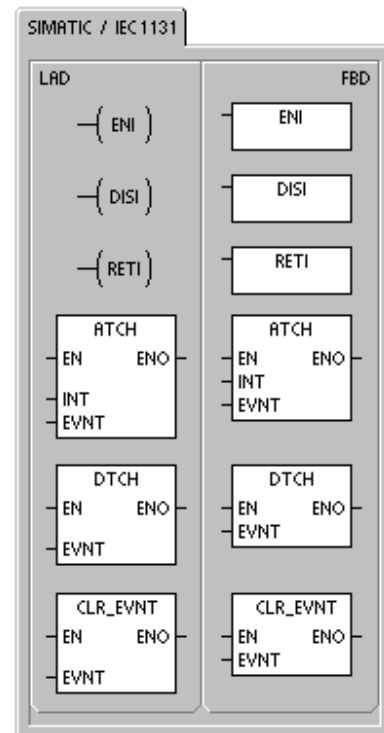 SIMATIC / IEC1131
LAD FBD
ENI ENI
DISI DISI
RETI RETI
ATCH ATCH
EN ENO EN ENO
INT INT
EVNT EVNT
DTCH DTCH
EN ENO EN ENO
EVNT EVNT
CLR_EVNT CLR_EVNT
EN ENO EN ENO
EVNT EVNT